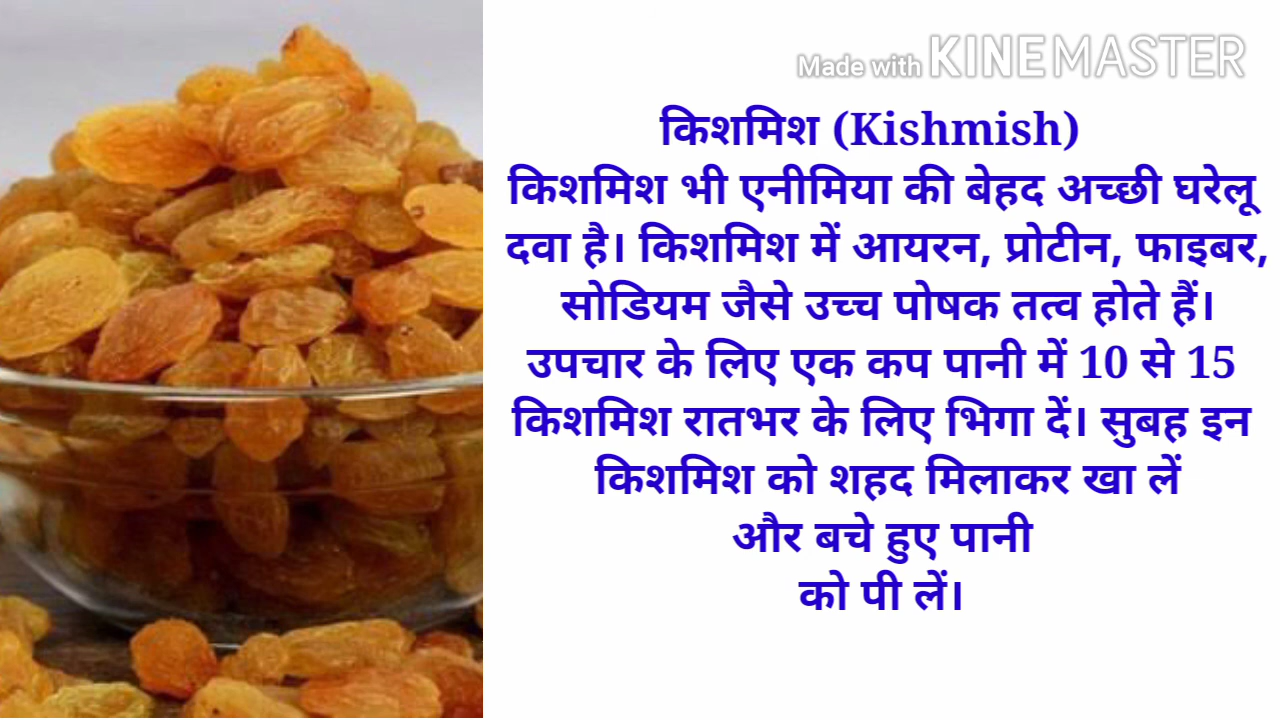 Made with KINEMASTER
किशमिश (Kishmish)
किशमिश भी एनीमिया की बेहद अच्छी घरेलू
दवा है। किशमिश में आयरन, प्रोटीन, फाइबर,
सोडियम जैसे उच्च पोषक तत्व होते हैं।
उपचार के लिए एक कप पानी में 10 से 15
किशमिश रातभर के लिए भिगा दें। सुबह इन
किशमिश को शहद मिलाकर खा लें
और बचे हुए पानी
को पी लें।